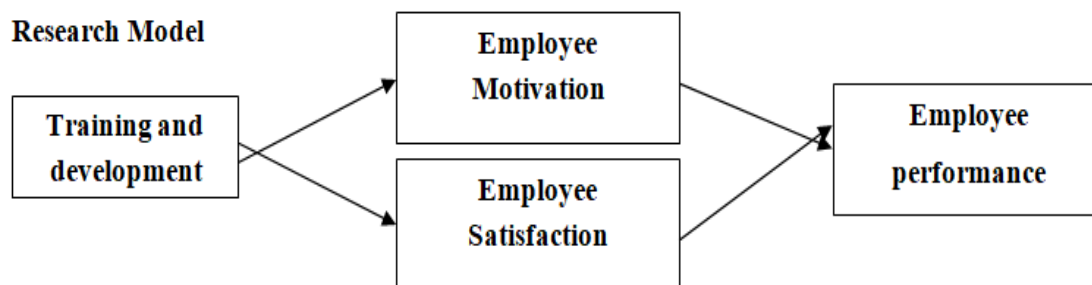 Research Model
Training and
development
Employee
Motivation
Employee
Satisfaction
Employee
performance